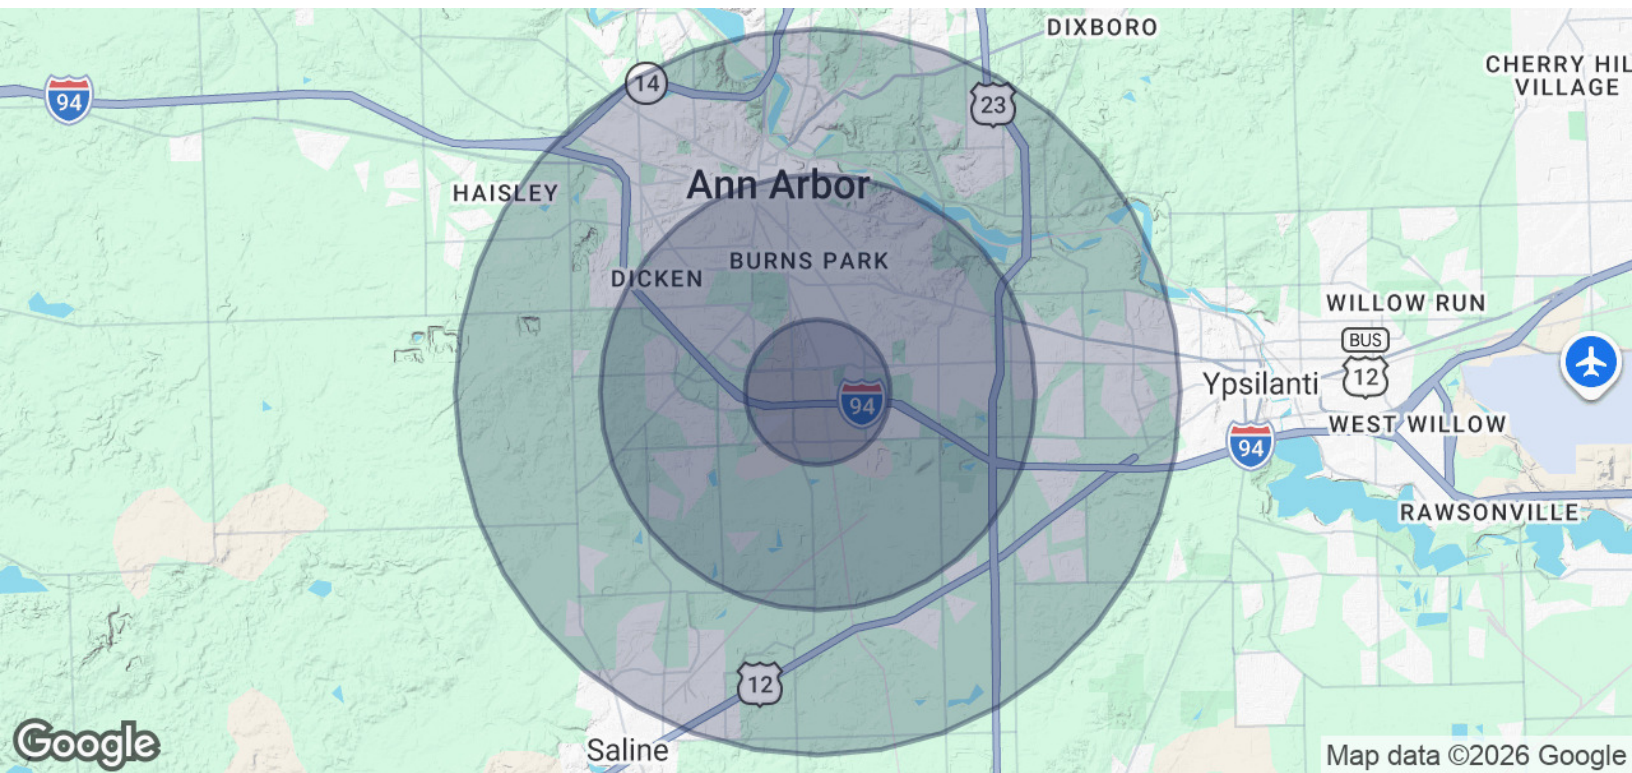 DIXBORO
CHERRY HIL
VILLAGE
14
94
23
HAISLEY
Ann Arbor
BURNS PARK
DICKEN
WILLOW RUN
BUS
12
Ypsilanti
94
WEST WILLOW
94
RAWSONVILLE
12
Saline
Google
Map data ©2026 Google